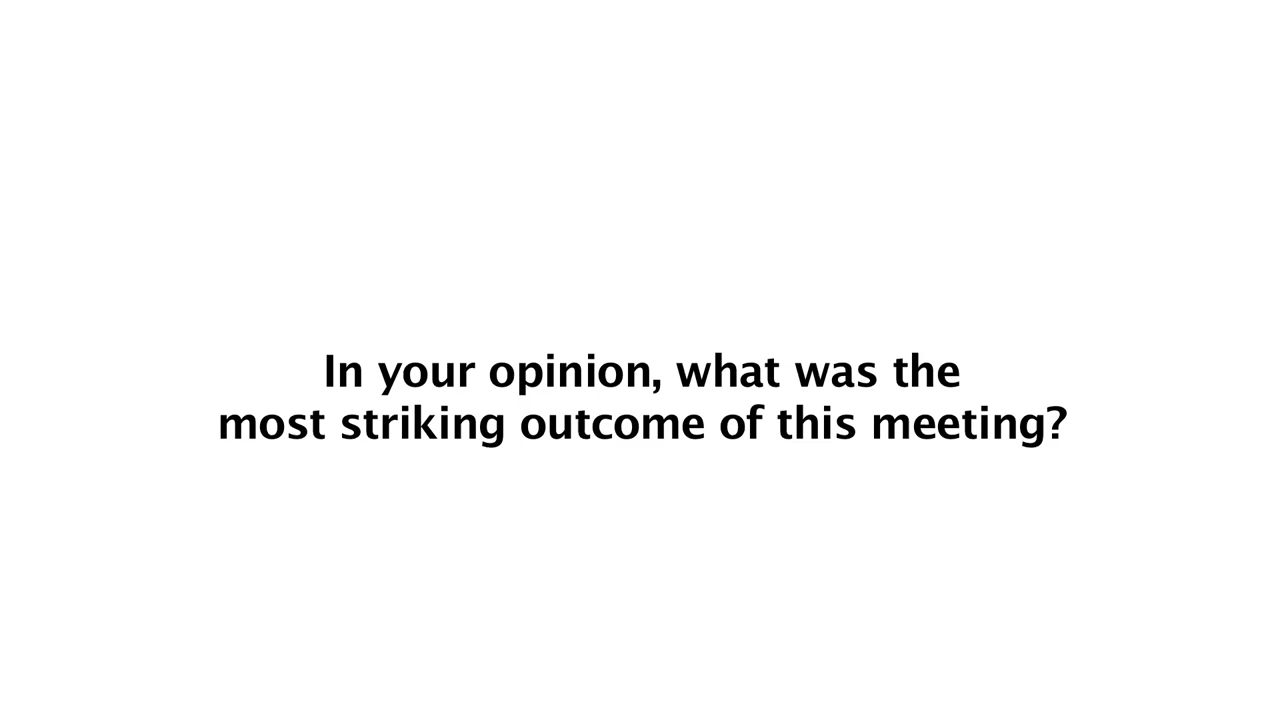 In your opinion, what was the
most striking outcome of this meeting?